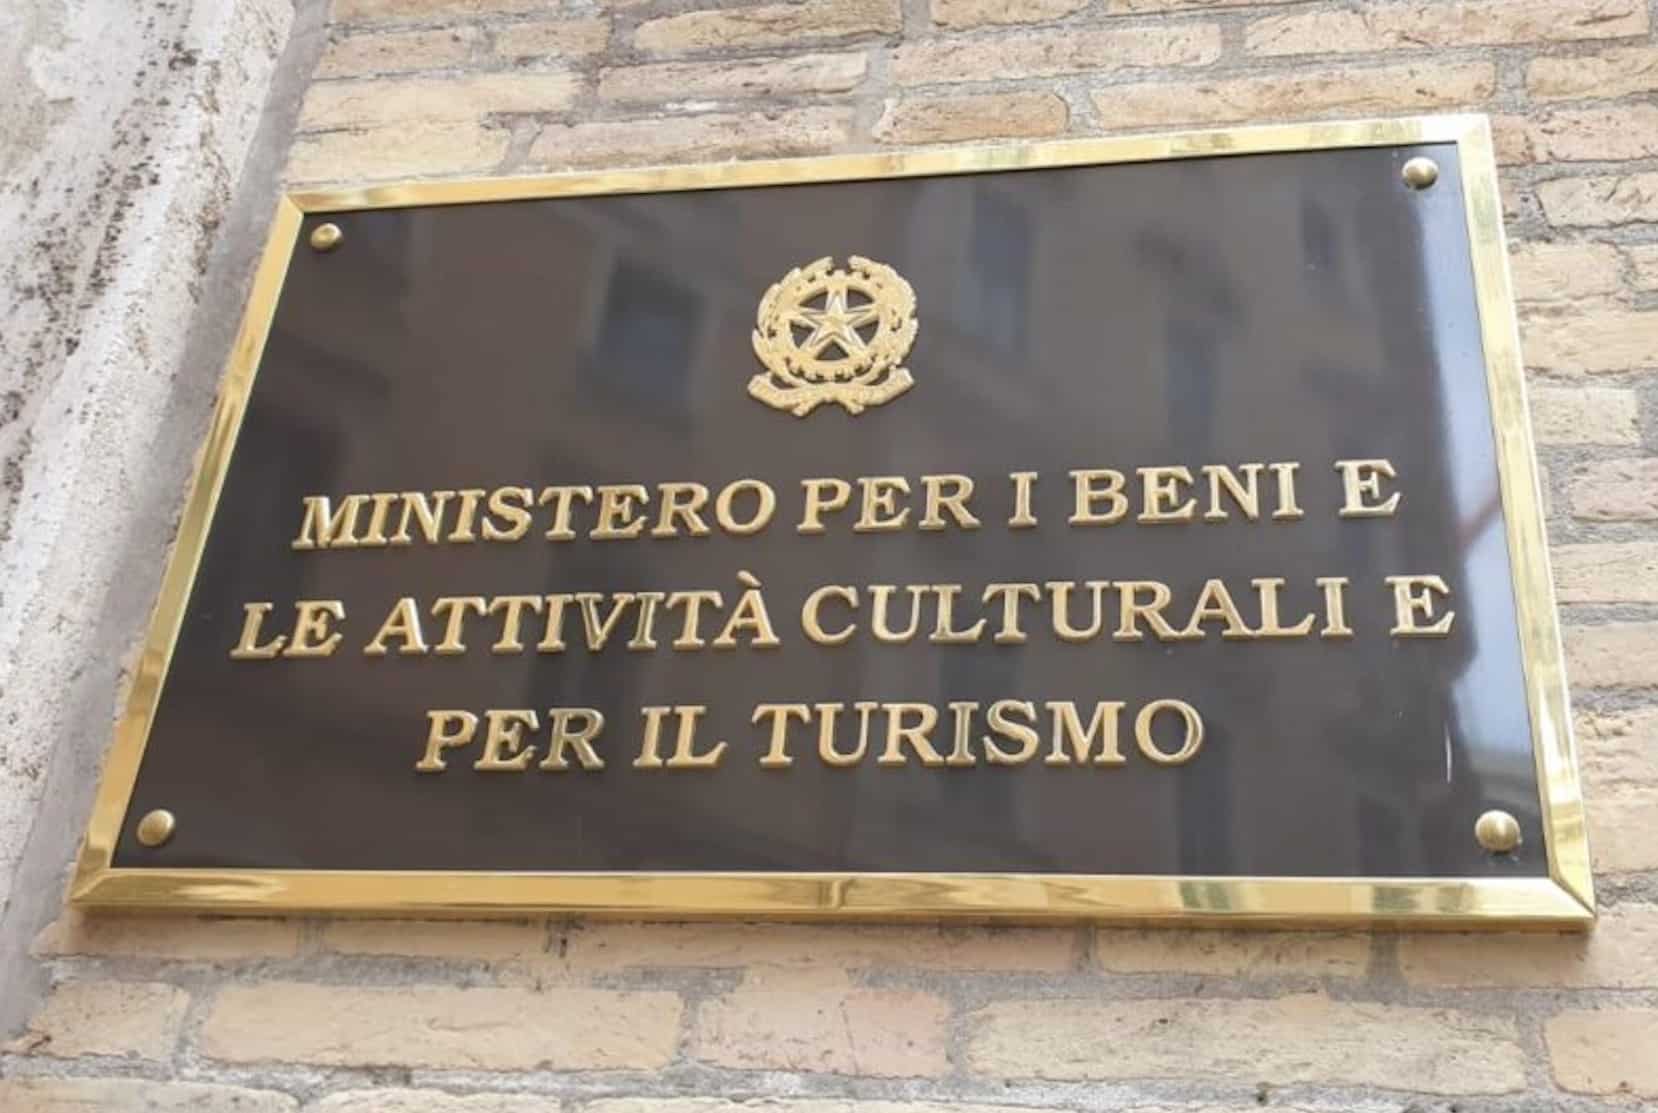 MINISTERO PER I BENI E
LE ATTIVITÀ CULTURALI E
PER IL TURISMO